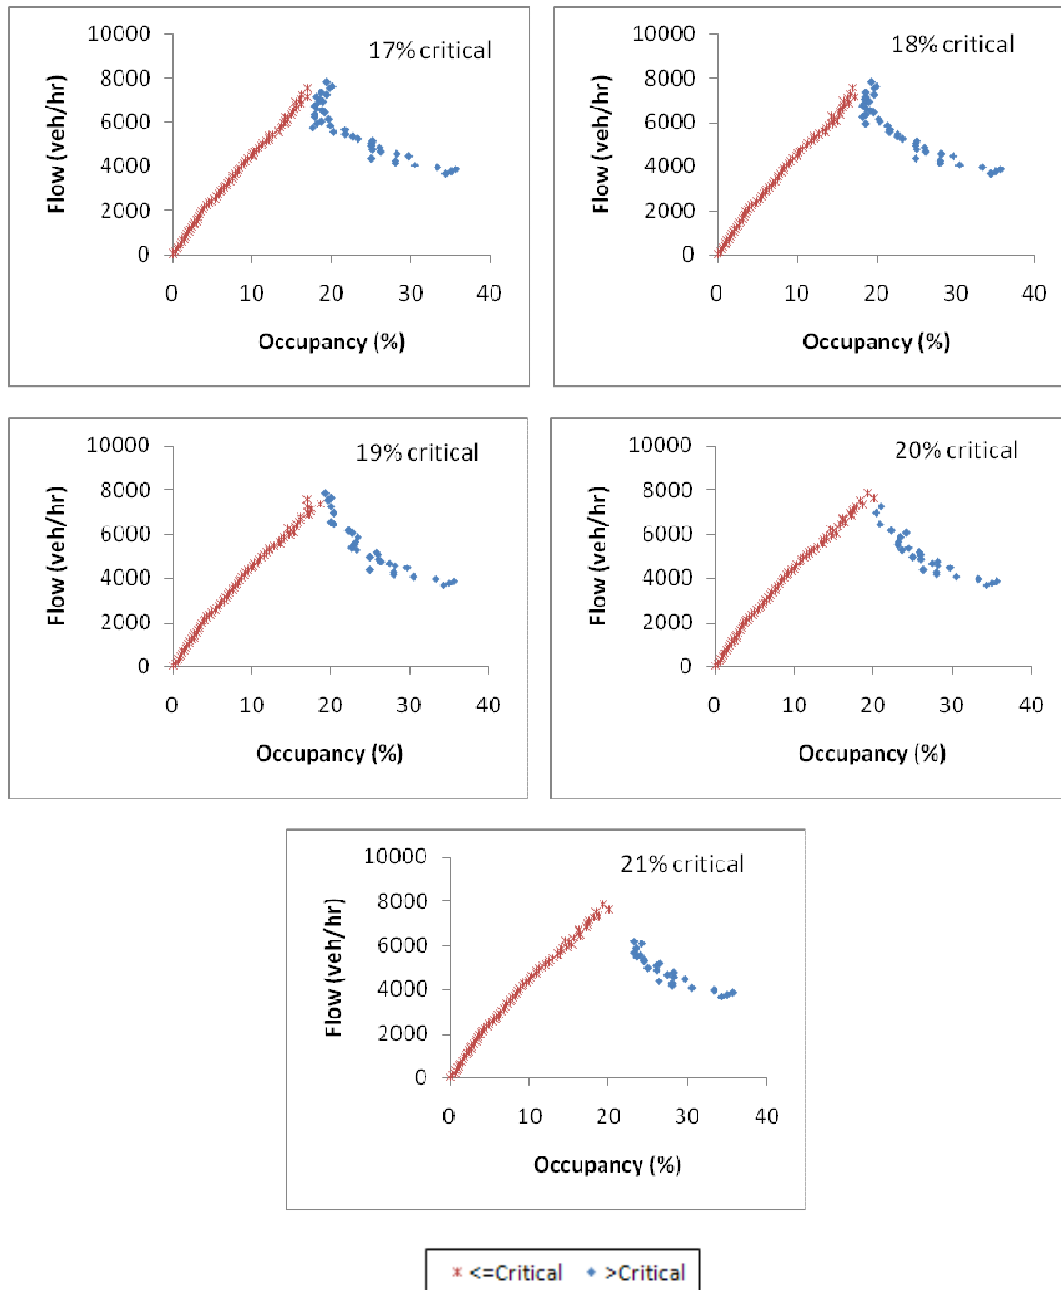 17% critical
10000
8000
6000
4000
2000
0
Flow (veh/hr)
0 10 20 30 40
Occupancy (%)
18% critical
10000
8000
6000
4000
2000
0
Flow (veh/hr)
0 10 20 30 40
Occupancy (%)
19% critical
10000
8000
6000
4000
2000
0
Flow (veh/hr)
0 10 20 30 40
Occupancy (%)
20% critical
10000
8000
6000
4000
2000
0
Flow (veh/hr)
0 10 20 30 40
Occupancy (%)
21% critical
10000
8000
6000
4000
2000
0
Flow (veh/hr)
0 10 20 30 40
Occupancy (%)
<=Critical >Critical